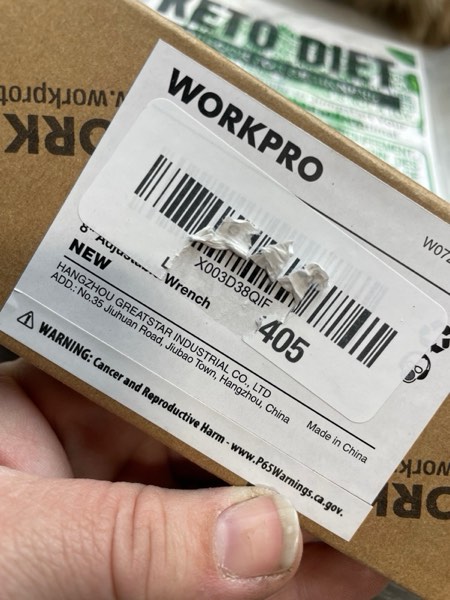 KETO DIET
www.workpro
ORK
WORKPRO
W07
X003D38QIF
8" Adjustable
Wrench
NEW
405
HANGZHOU GREATSTAR INDUSTRIAL CO., LTD
ADD.: No.35 Jiuhuan Road, Jiubao Town, Hangzhou, China
Made in China
⚠ WARNING: Cancer and Reproductive Harm - www.P65Warnings.ca.gov.
work
OR